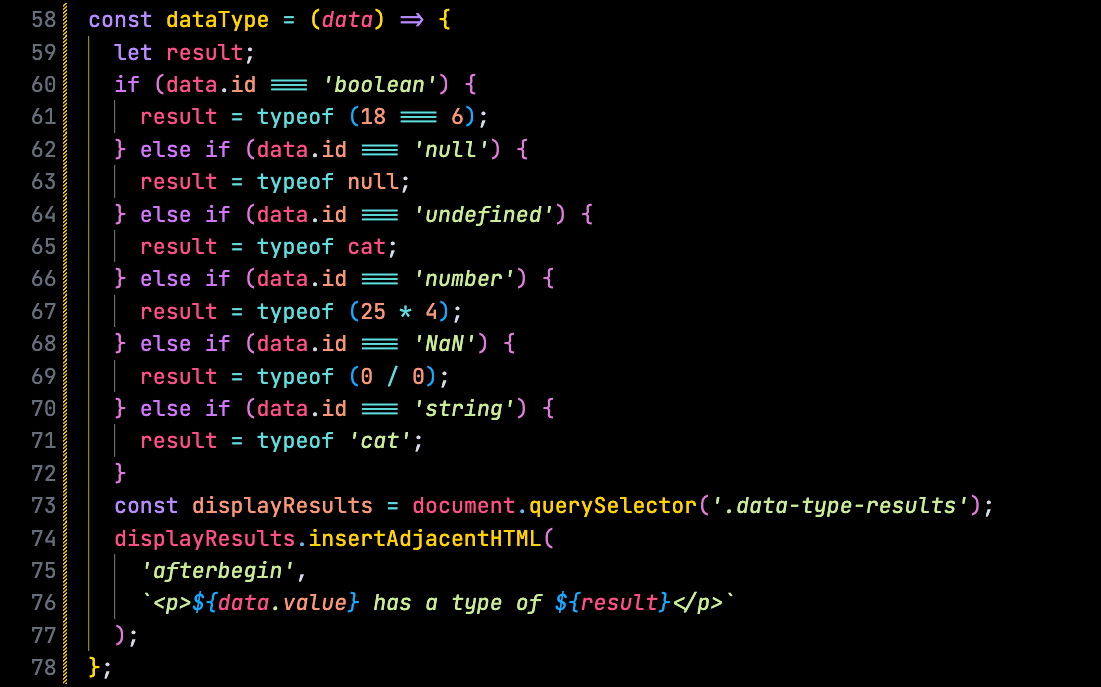 58 const dataType = (data) => {
59 let result;
60 if (data.id === 'boolean') {
61 result = typeof (18 === 6);
62 } else if (data.id === 'null') {
63 result = typeof null;
64 } else if (data.id === 'undefined') {
65 result = typeof cat;
66 } else if (data.id === 'number') {
67 result = typeof (25 * 4);
68 } else if (data.id === 'NaN') {
69 result = typeof (0 / 0);
70 } else if (data.id === 'string') {
71 result = typeof 'cat';
72 }
73 const displayResults = document.querySelector('.data-type-results');
74 displayResults.insertAdjacentHTML(
75 'afterbegin',
76 `<p>${data.value} has a type of ${result}</p>`
77 );
78 };